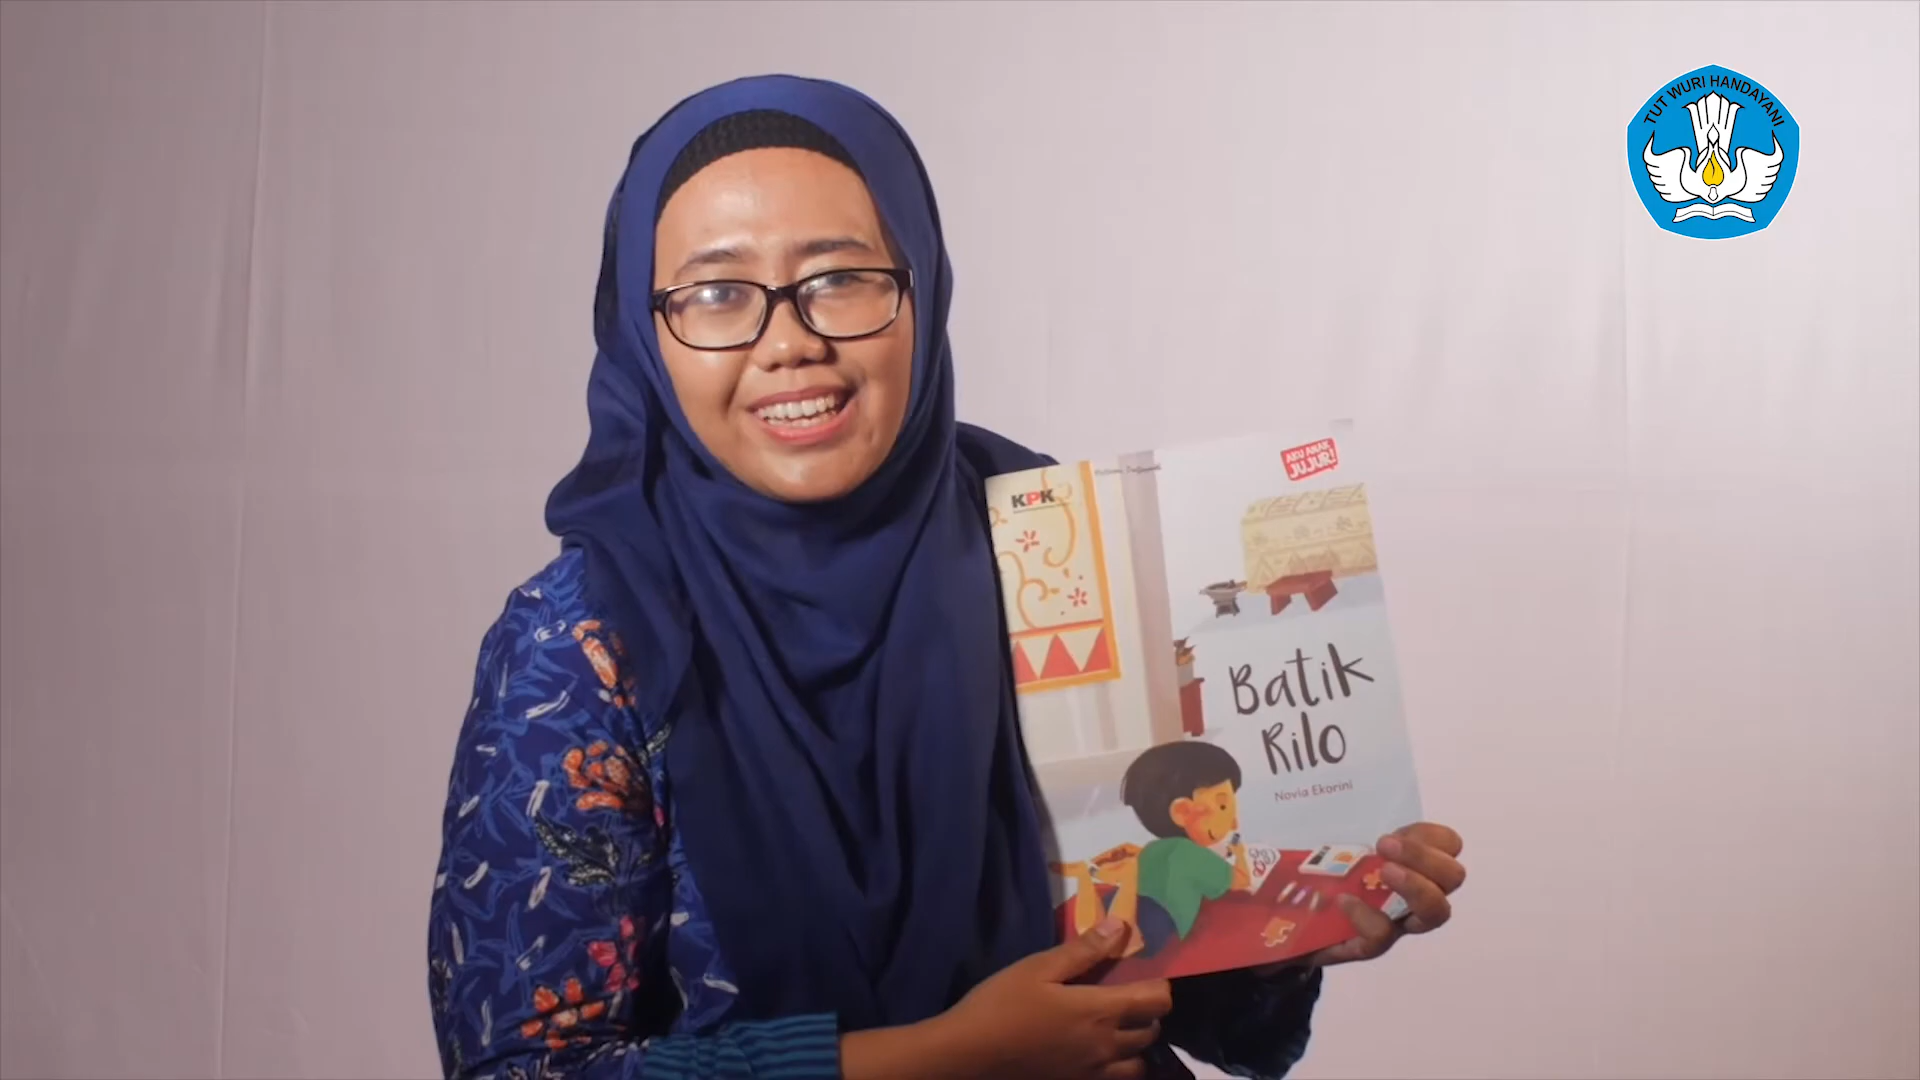 TUT WURI HANDAYANI
AKU ANAK
JUJUR!
KPK
Batik
Rilo
Novia Ekorini